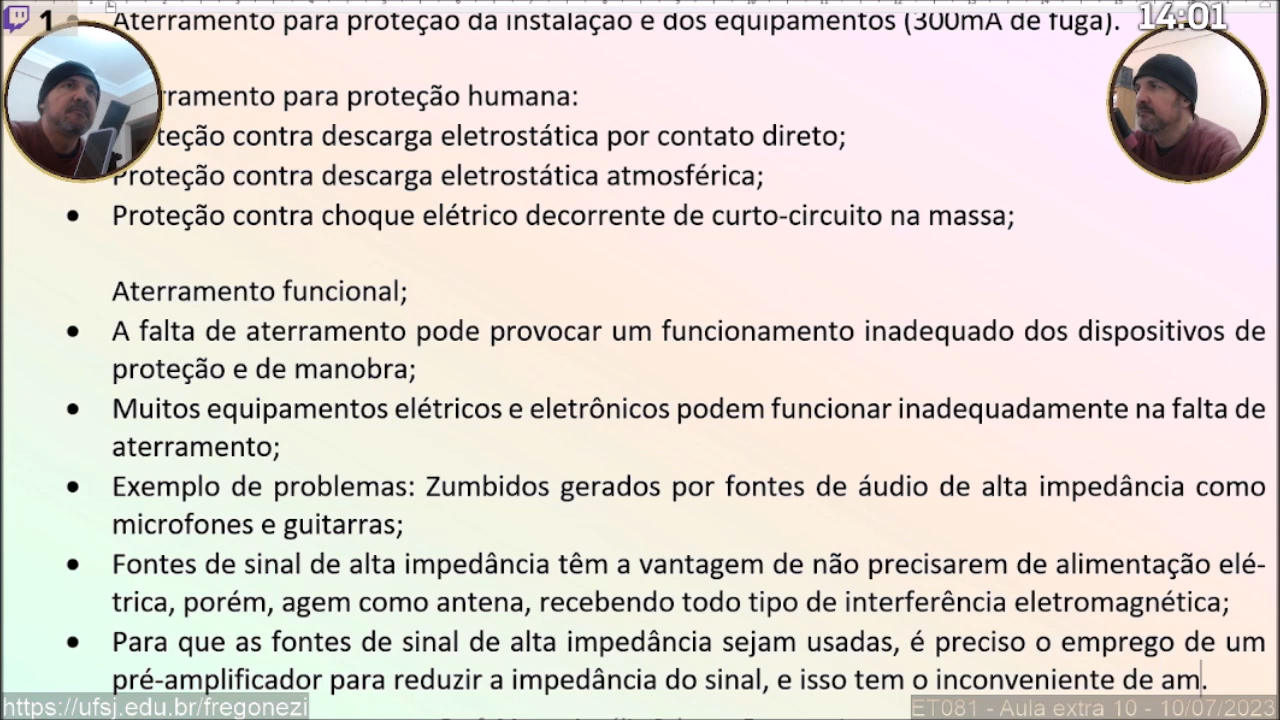 1
14:01
Aterramento para proteção da instalação e dos equipamentos (300mA de fuga).
para proteção humana:
contra descarga eletrostática por contato direto;
Proteção contra descarga eletrostática atmosférica;
• Proteção contra choque elétrico decorrente de curto-circuito na massa;
Aterramento funcional;
• A falta de aterramento pode provocar um funcionamento inadequado dos dispositivos de
proteção e de manobra;
• Muitos equipamentos elétricos e eletrônicos podem funcionar inadequadamente na falta de
aterramento;
• Exemplo de problemas: Zumbidos gerados por fontes de áudio de alta impedância como
microfones e guitarras;
• Fontes de sinal de alta impedância têm a vantagem de não precisarem de alimentação elé-
trica, porém, agem como antena, recebendo todo tipo de interferência eletromagnética;
• Para que as fontes de sinal de alta impedância sejam usadas, é preciso o emprego de um
pré-amplificador para reduzir a impedância do sinal, e isso tem o inconveniente de am.
https://ufsj.edu.br/fregonezi
ET081 - Aula extra 10 - 10/07/2023